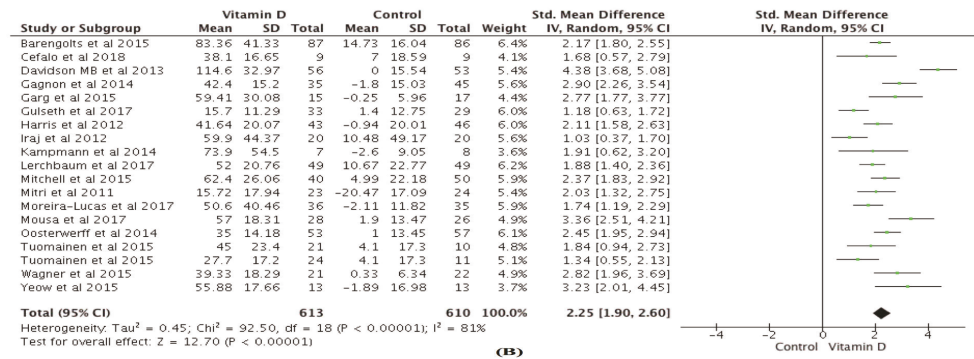 Vitamin D Control Std. Mean Difference Std. Mean Difference
Study or Subgroup Mean SD Total Mean SD Total Weight IV, Random, 95% CI IV, Random, 95% CI
Barengolts et al 2015 83.36 41.33 87 14.73 16.04 86 6.4% 2.17 [1.80, 2.55]
Cefalo et al 2018 38.1 16.65 9 7 18.59 9 4.0% 1.68 [0.57, 2.79]
Davidson MB et al 2013 114.6 32.97 56 0 15.54 53 5.4% 4.38 [3.68, 5.08]
Gagnon et al 2014 42.4 15.2 35 -1.8 15.03 45 5.6% 2.90 [2.26, 3.54]
Garg et al 2015 59.41 30.08 15 -0.25 5.96 17 4.4% 2.77 [1.77, 3.77]
Gulseth et al 2017 15.7 11.29 33 1.4 12.75 29 5.9% 1.18 [0.63, 1.72]
Harris et al 2012 41.64 20.07 43 -0.94 20.01 46 5.9% 2.11 [1.58, 2.63]
Iraj et al 2012 59.9 44.37 20 10.48 49.17 20 5.5% 1.03 [0.37, 1.70]
Kampmann et al 2014 73.9 54.5 7 -2.6 9.05 8 3.5% 1.91 [0.62, 3.20]
Lerchbaum et al 2017 52 20.76 49 10.67 22.77 49 6.1% 1.88 [1.40, 2.36]
Mitchell et al 2015 62.4 26.06 40 4.99 22.18 50 5.9% 2.37 [1.83, 2.92]
Mitri et al 2011 15.72 17.94 23 -20.47 17.09 24 5.3% 2.03 [1.32, 2.75]
Moreira-Lucas et al 2017 50.6 40.46 36 -2.11 11.82 35 5.9% 1.74 [1.19, 2.29]
Mousa et al 2017 57 18.31 28 1.9 13.47 26 4.9% 3.36 [2.51, 4.21]
Oosterwerff et al 2014 35 14.18 53 1 13.45 57 6.0% 2.45 [1.95, 2.94]
Tuomainen et al 2015 45 23.4 21 4.1 17.3 10 4.8% 1.84 [0.94, 2.73]
Tuomainen et al 2015 27.7 17.2 24 4.1 17.3 11 5.1% 1.34 [0.55, 2.13]
Wagner et al 2015 39.33 18.29 21 0.33 6.34 22 4.8% 2.82 [1.96, 3.69]
Yeow et al 2015 55.88 17.66 13 -1.89 16.98 13 3.7% 3.23 [2.01, 4.45]
Total (95% CI) 613 610 100.0% 2.25 [1.90, 2.60]
Heterogeneity: Tau² = 0.45; Chi² = 92.50, df = 18 (P < 0.00001); I² = 81%
Test for overall effect: Z = 12.70 (P < 0.00001)
-4 -2 0 2 4
Control Vitamin D
(B)